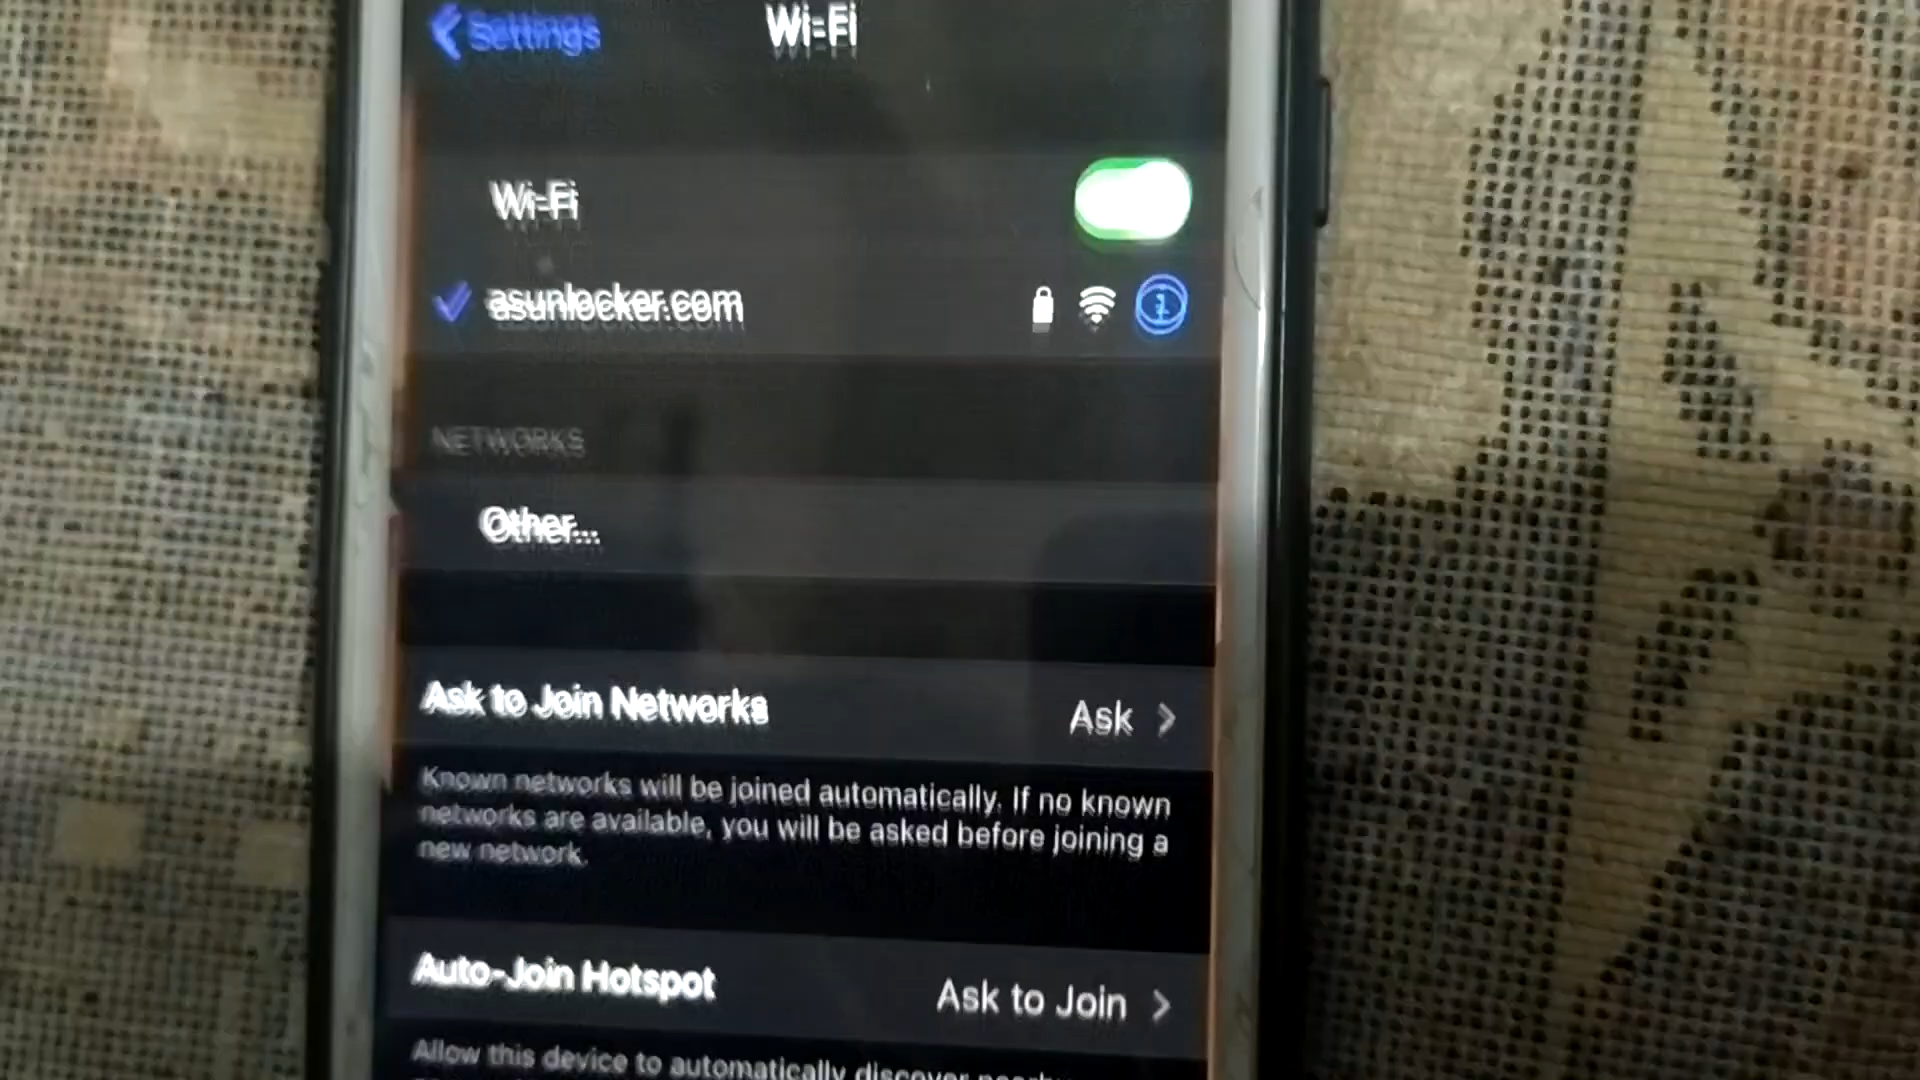 Settings
Wi-Fi
Wi-Fi
asunlocker.com
NETWORKS
Other...
Ask to Join Networks
Ask
Known networks will be joined automatically. If no known
networks are available, you will be asked before joining a
new network.
Auto-Join Hotspot
Ask to Join
Allow this device to automatically discover nearby